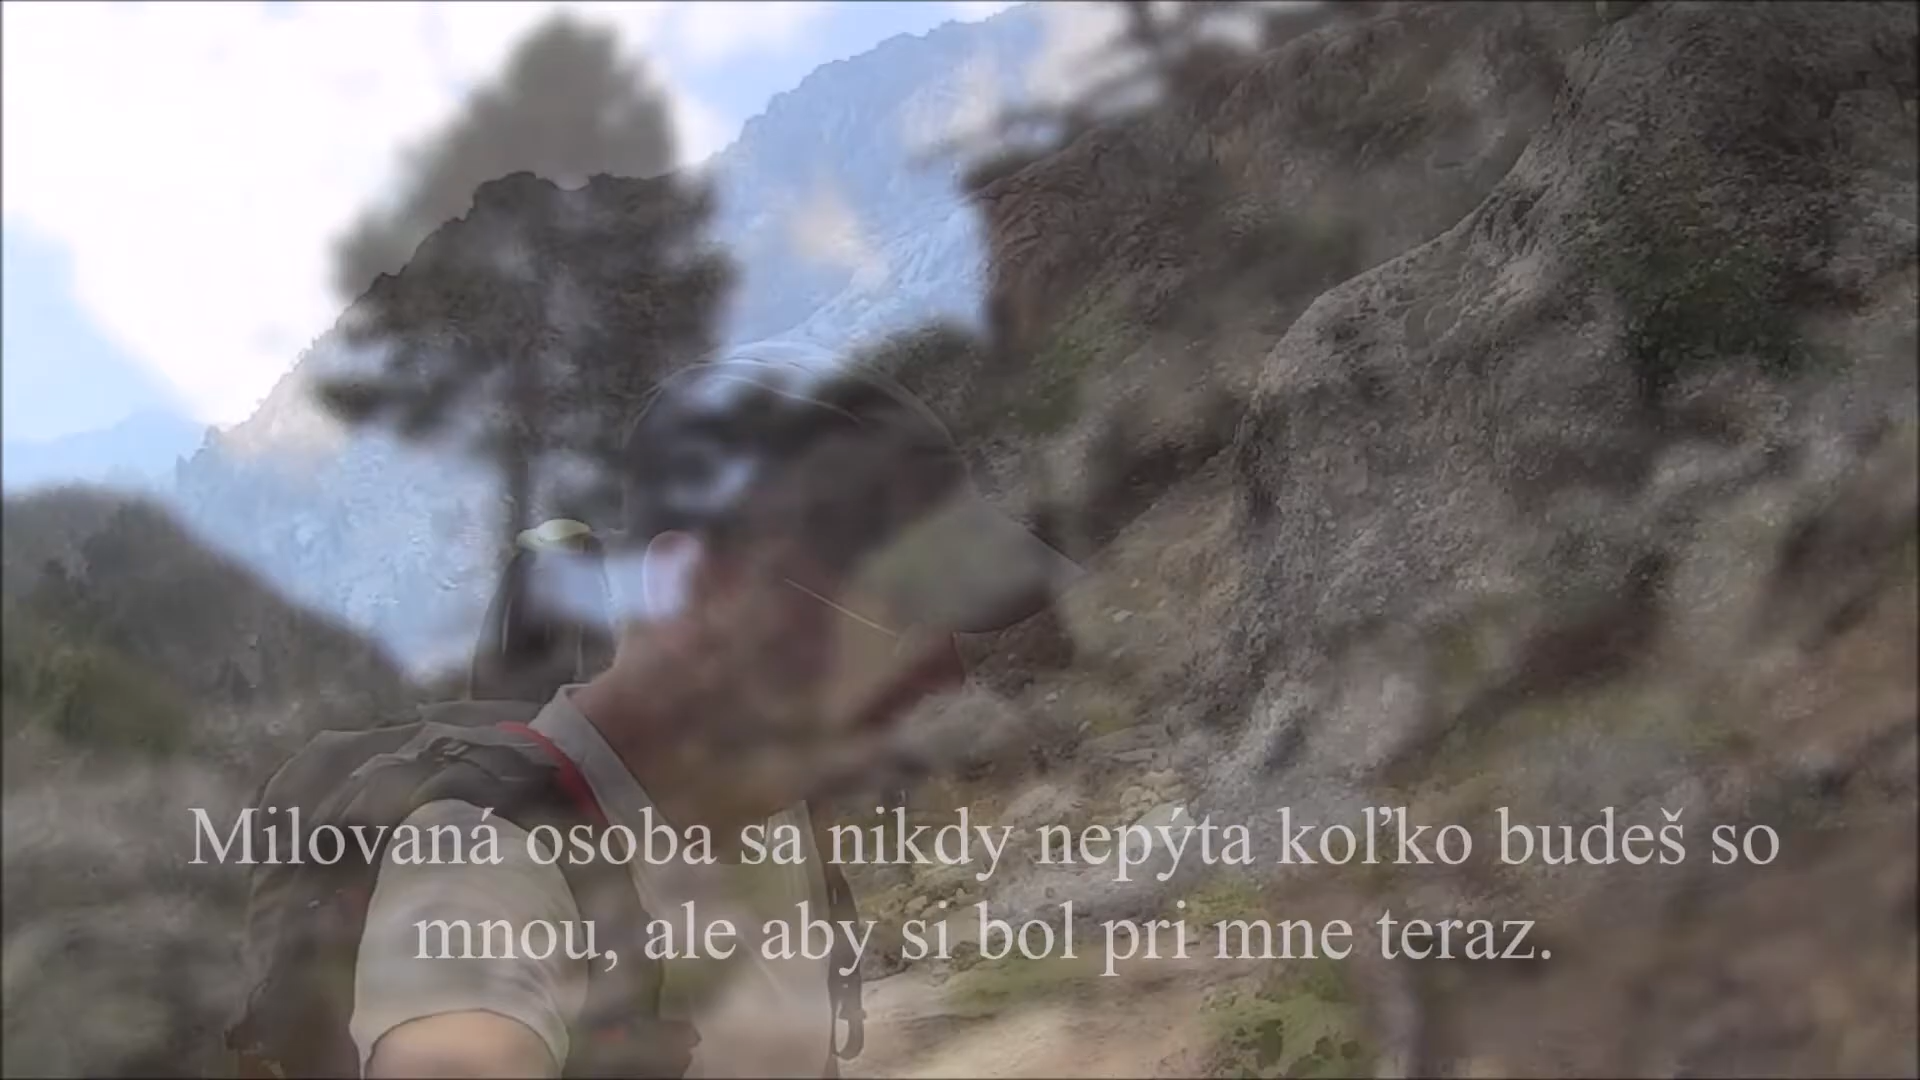 Milovaná osoba sa nikdy nepýta koľko budeš so
mnou, ale aby si bol pri mne teraz.